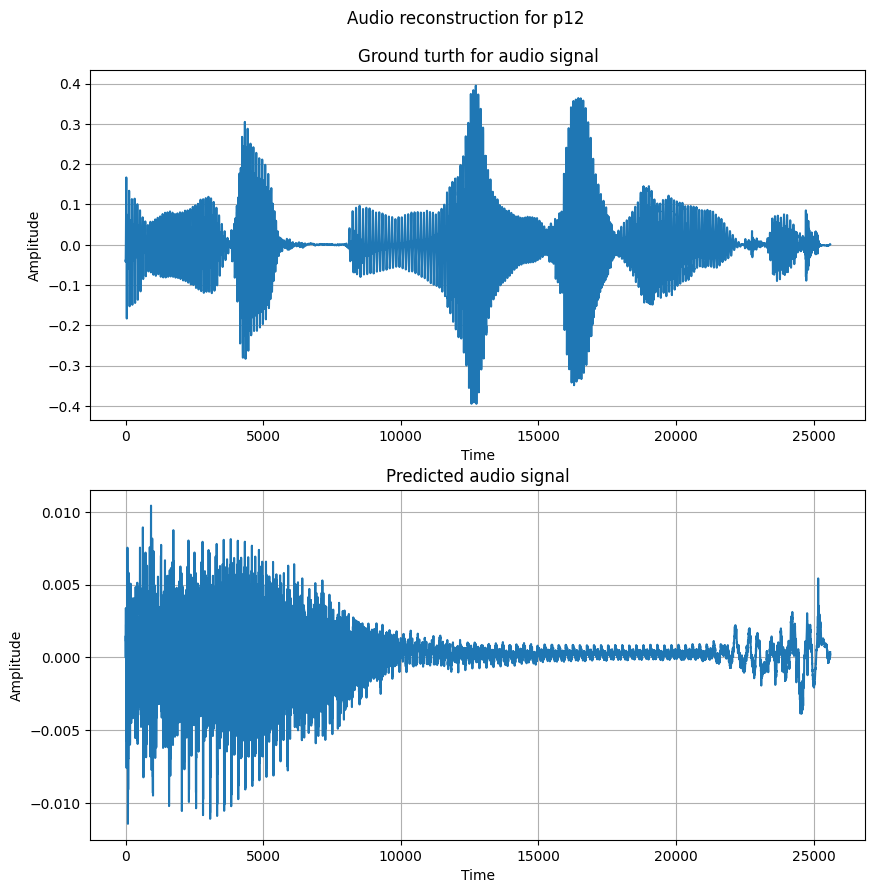 Audio reconstruction for p12
Ground turth for audio signal
0.4
0.3
0.2
0.1
0.0
−0.1
−0.2
−0.3
−0.4
Amplitude
0 5000 10000 15000 20000 25000
Time
Predicted audio signal
0.010
0.005
0.000
−0.005
−0.010
Amplitude
0 5000 10000 15000 20000 25000
Time